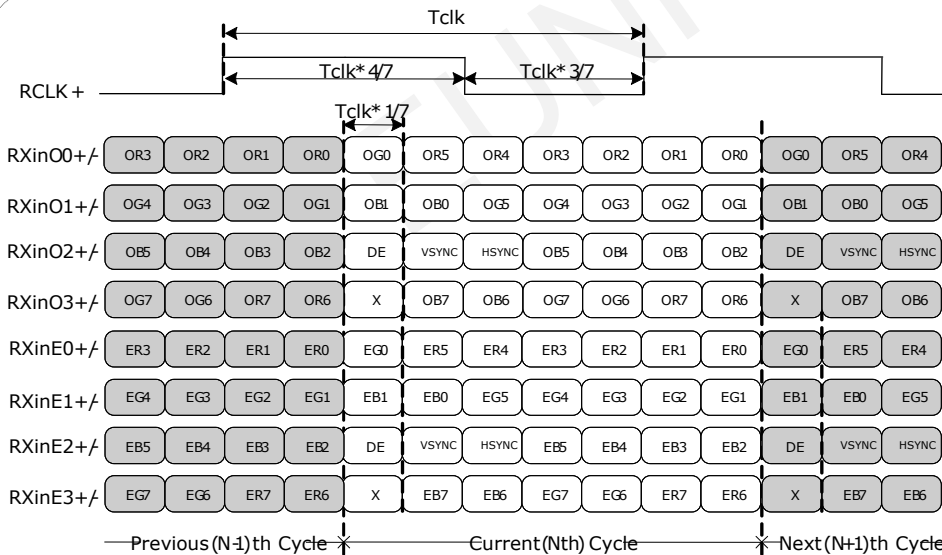 TUNI
Tclk
Tclk*4/7 Tclk*3/7
RCLK+
Tclk*1/7
RXinO0+/- OR3 OR2 OR1 OR0 OG0 OR5 OR4 OR3 OR2 OR1 OR0 OG0 OR5 OR4
RXinO1+/- OG4 OG3 OG2 OG1 OB1 OB0 OG5 OG4 OG3 OG2 OG1 OB1 OB0 OG5
RXinO2+/- OB5 OB4 OB3 OB2 DE VSYNC HSYNC OB5 OB4 OB3 OB2 DE VSYNC HSYNC
RXinO3+/- OG7 OG6 OR7 OR6 X OB7 OB6 OG7 OG6 OR7 OR6 X OB7 OB6
RXinE0+/- ER3 ER2 ER1 ER0 EG0 ER5 ER4 ER3 ER2 ER1 ER0 EG0 ER5 ER4
RXinE1+/- EG4 EG3 EG2 EG1 EB1 EB0 EG5 EG4 EG3 EG2 EG1 EB1 EB0 EG5
RXinE2+/- EB5 EB4 EB3 EB2 DE VSYNC HSYNC EB5 EB4 EB3 EB2 DE VSYNC HSYNC
RXinE3+/- EG7 EG6 ER7 ER6 X EB7 EB6 EG7 EG6 ER7 ER6 X EB7 EB6
Previous(N-1)th Cycle Current(Nth) Cycle Next(N+1)th Cycle